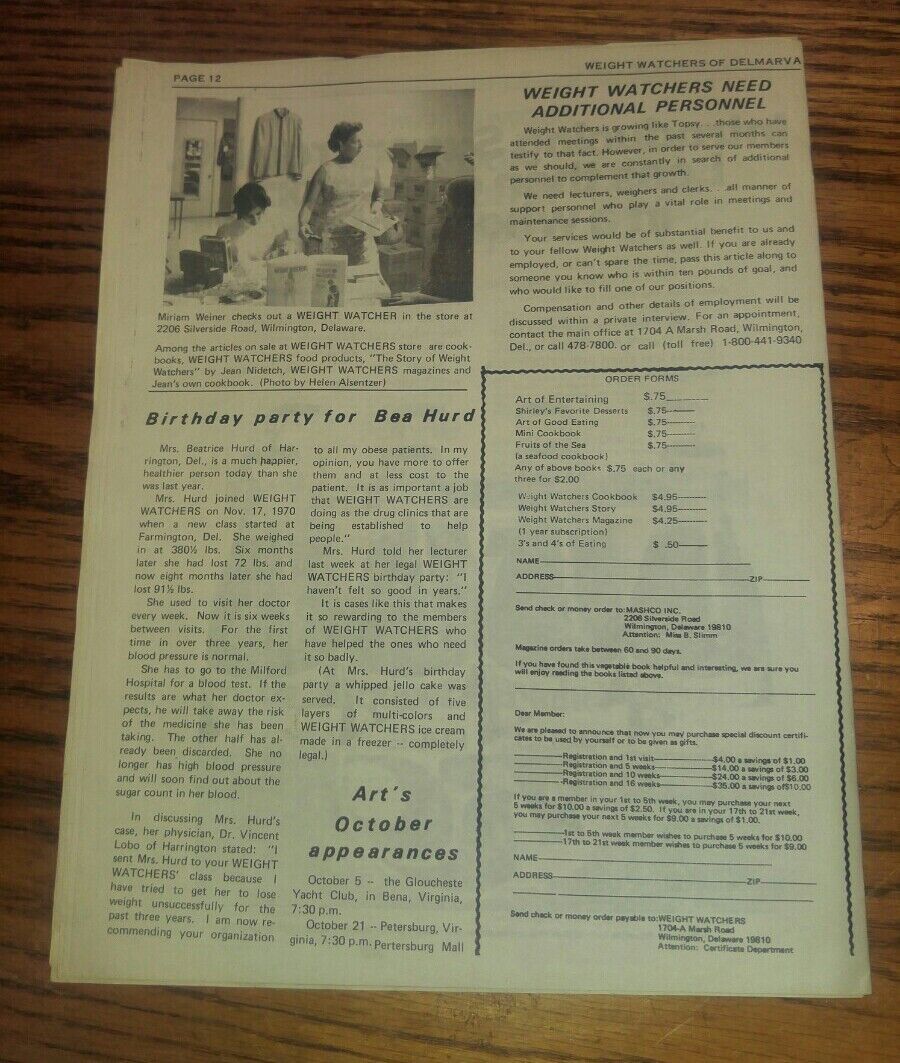 PAGE 12
WEIGHT WATCHERS OF DELMARVA
Miriam Weiner checks out a WEIGHT WATCHER in the store at
2206 Silverside Road, Wilmington, Delaware.
Among the articles on sale at WEIGHT WATCHERS store are cook-
books, WEIGHT WATCHERS food products, "The Story of Weight
Watchers" by Jean Nidetch, WEIGHT WATCHERS magazines and
Jean's own cookbook. (Photo by Helen Alsentzer)
Birthday party for Bea Hurd
Mrs. Beatrice Hurd of Har-
rington, Del., is a much happier,
healthier person today than she
was last year.
Mrs. Hurd joined WEIGHT
WATCHERS on Nov. 17, 1970
when a new class started at
Farmington, Del. She weighed
in at 380½ lbs. Six months
later she had lost 72 lbs. and
now eight months later she had
lost 91½ lbs.
She used to visit her doctor
every week. Now it is six weeks
between visits. For the first
time in over three years, her
blood pressure is normal.
She has to go to the Milford
Hospital for a blood test. If the
results are what her doctor ex-
pects, he will take away the risk
of the medicine she has been
taking. The other half has al-
ready been discarded. She no
longer has high blood pressure
and will soon find out about the
sugar count in her blood.
In discussing Mrs. Hurd's
case, her physician, Dr. Vincent
Lobo of Harrington stated: "I
sent Mrs. Hurd to your WEIGHT
WATCHERS' class because I
have tried to get her to lose
weight unsuccessfully for the
past three years. I am now re-
commending your organization
to all my obese patients. In my
opinion, you have more to offer
them and at less cost to the
patient. It is as important a job
that WEIGHT WATCHERS are
doing as the drug clinics that are
being established to help
people."
Mrs. Hurd told her lecturer
last week at her legal WEIGHT
WATCHERS birthday party: "I
haven't felt so good in years."
It is cases like this that makes
it so rewarding to the members
of WEIGHT WATCHERS who
have helped the ones who need
it so badly.
(At Mrs. Hurd's birthday
party a whipped jello cake was
served. It consisted of five
layers of multi-colors and
WEIGHT WATCHERS ice cream
made in a freezer -- completely
legal.)
Art's
October
appearances
October 5 -- the Gloucheste
Yacht Club, in Bena, Virginia,
7:30 p.m.
October 21 -- Petersburg, Vir-
ginia, 7:30 p.m. Pertersburg Mall
WEIGHT WATCHERS NEED
ADDITIONAL PERSONNEL
Weight Watchers is growing like Topsy. . .those who have
attended meetings within the past several months can
testify to that fact. However, in order to serve our members
as we should, we are constantly in search of additional
personnel to complement that growth.
We need lecturers, weighers and clerks. . .all manner of
support personnel who play a vital role in meetings and
maintenance sessions.
Your services would be of substantial benefit to us and
to your fellow Weight Watchers as well. If you are already
employed, or can't spare the time, pass this article along to
someone you know who is within ten pounds of goal, and
who would like to fill one of our positions.
Compensation and other details of employment will be
discussed within a private interview. For an appointment,
contact the main office at 1704 A Marsh Road, Wilmington,
Del., or call 478-7800. or call (toll free) 1-800-441-9340
ORDER FORMS
Art of Entertaining $.75
Shirley's Favorite Desserts $.75
Art of Good Eating $.75
Mini Cookbook $.75
Fruits of the Sea $.75
(a seafood cookbook)
Any of above books $.75 each or any
three for $2.00
Weight Watchers Cookbook $4.95
Weight Watchers Story $4.95
Weight Watchers Magazine $4.25
(1 year subscription)
3's and 4's of Eating $ .50
NAME
ADDRESS ZIP
Send check or money order to:MASHCO INC.
2206 Silverside Road
Wilmington, Delaware 19810
Attention: Miss B. Slimm
Magazine orders take between 60 and 90 days.
If you have found this vegetable book helpful and interesting, we are sure you
will enjoy reading the books listed above.
Dear Member:
We are pleased to announce that now you may purchase special discount certifi-
cates to be used by yourself or to be given as gifts.
Registration and 1st visit $4.00 a savings of $1.00
Registration and 5 weeks $14.00 a savings of $3.00
Registration and 10 weeks $24.00 a savings of $6.00
Registration and 16 weeks $35.00 a savings of$10.00
If you are a member in your 1st to 5th week, you may purchase your next
5 weeks for $10.00 a savings of $2.50. If you are in your 17th to 21st week,
you may purchase your next 5 weeks for $9.00 a savings of $1.00.
1st to 5th week member wishes to purchase 5 weeks for $10.00
17th to 21st week member wishes to purchase 5 weeks for $9.00
NAME
ADDRESS ZIP
Send check or money order payable to:WEIGHT WATCHERS
1704-A Marsh Road
Wilmington, Delaware 19810
Attention: Certificate Department